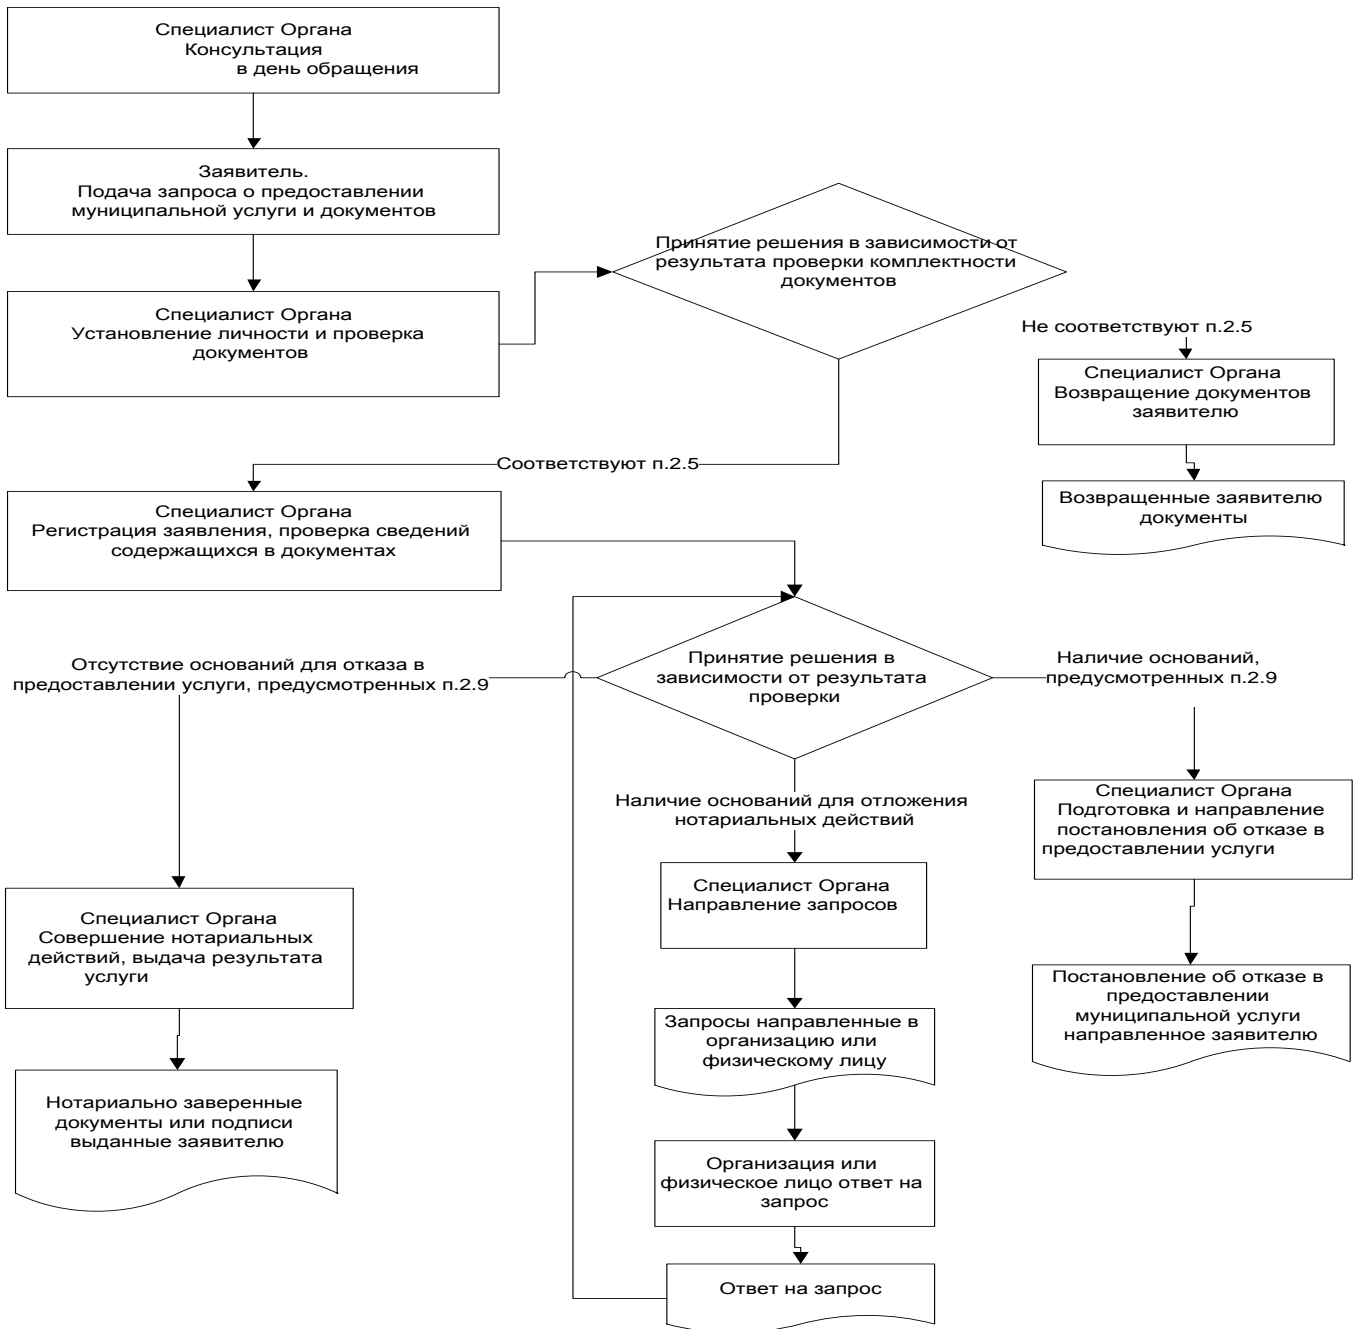 Специалист Органа
Консультация
в день обращения
Заявитель.
Подача запроса о предоставлении
муниципальной услуги и документов
Специалист Органа
Установление личности и проверка
документов
Принятие решения в зависимости от
результата проверки комплектности
документов
Не соответствуют п.2.5
Специалист Органа
Возвращение документов
заявителю
Возвращенные заявителю
документы
Соответствуют п.2.5
Специалист Органа
Регистрация заявления, проверка сведений
содержащихся в документах
Принятие решения в
зависимости от результата
проверки
Отсутствие оснований для отказа в
предоставлении услуги, предусмотренных п.2.9
Наличие оснований,
предусмотренных п.2.9
Наличие оснований для отложения
нотариальных действий
Специалист Органа
Подготовка и направление
постановления об отказе в
предоставлении услуги
Специалист Органа
Направление запросов
Специалист Органа
Совершение нотариальных
действий, выдача результата
услуги
Постановление об отказе в
предоставлении
муниципальной услуги
направленное заявителю
Запросы направленные в
организацию или
физическому лицу
Нотариально заверенные
документы или подписи
выданные заявителю
Организация или
физическое лицо ответ на
запрос
Ответ на запрос